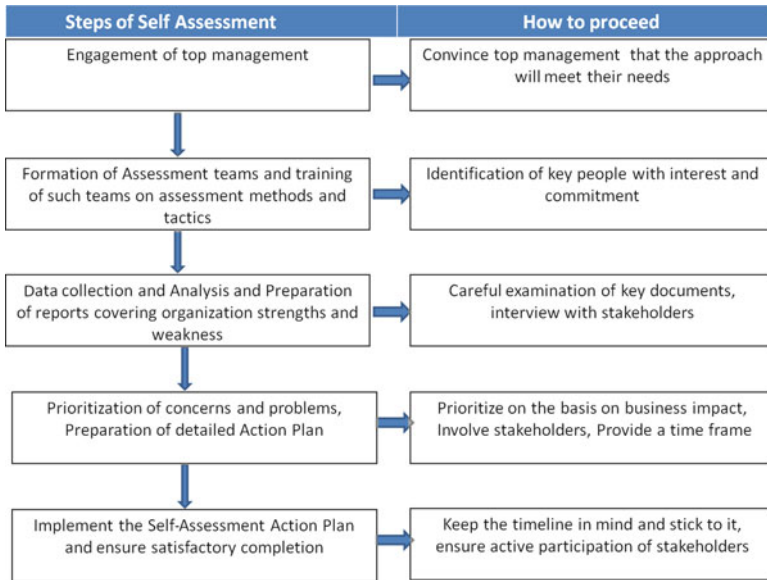 Steps of Self Assessment
How to proceed
Engagement of top management
Convince top management that the approach
will meet their needs
Formation of Assessment teams and training
of such teams on assessment methods and
tactics
Identification of key people with interest and
commitment
Data collection and Analysis and Preparation
of reports covering organization strengths and
weakness
Careful examination of key documents,
interview with stakeholders
Prioritization of concerns and problems,
Preparation of detailed Action Plan
Prioritize on the basis on business impact,
Involve stakeholders, Provide a time frame
Implement the Self-Assessment Action Plan
and ensure satisfactory completion
Keep the timeline in mind and stick to it,
ensure active participation of stakeholders